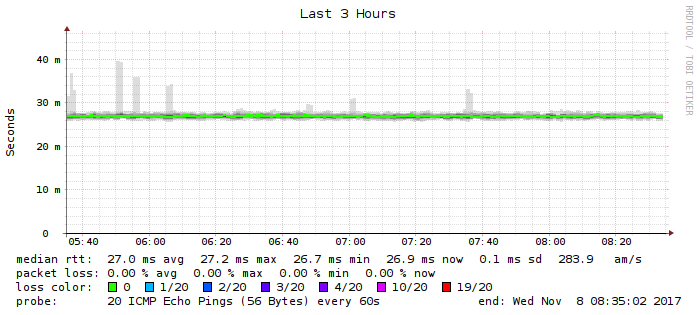 Last 3 Hours
RRDTOOL / TOBI OETIKER
Seconds
40 m
30 m
20 m
10 m
0
05:40 06:00 06:20 06:40 07:00 07:20 07:40 08:00 08:20
median rtt: 27.0 ms avg 27.2 ms max 26.7 ms min 26.9 ms now 0.1 ms sd 283.9 am/s
packet loss: 0.00 % avg 0.00 % max 0.00 % min 0.00 % now
loss color: 0 1/20 2/20 3/20 4/20 10/20 19/20
probe: 20 ICMP Echo Pings (56 Bytes) every 60s end: Wed Nov 8 08:35:02 2017